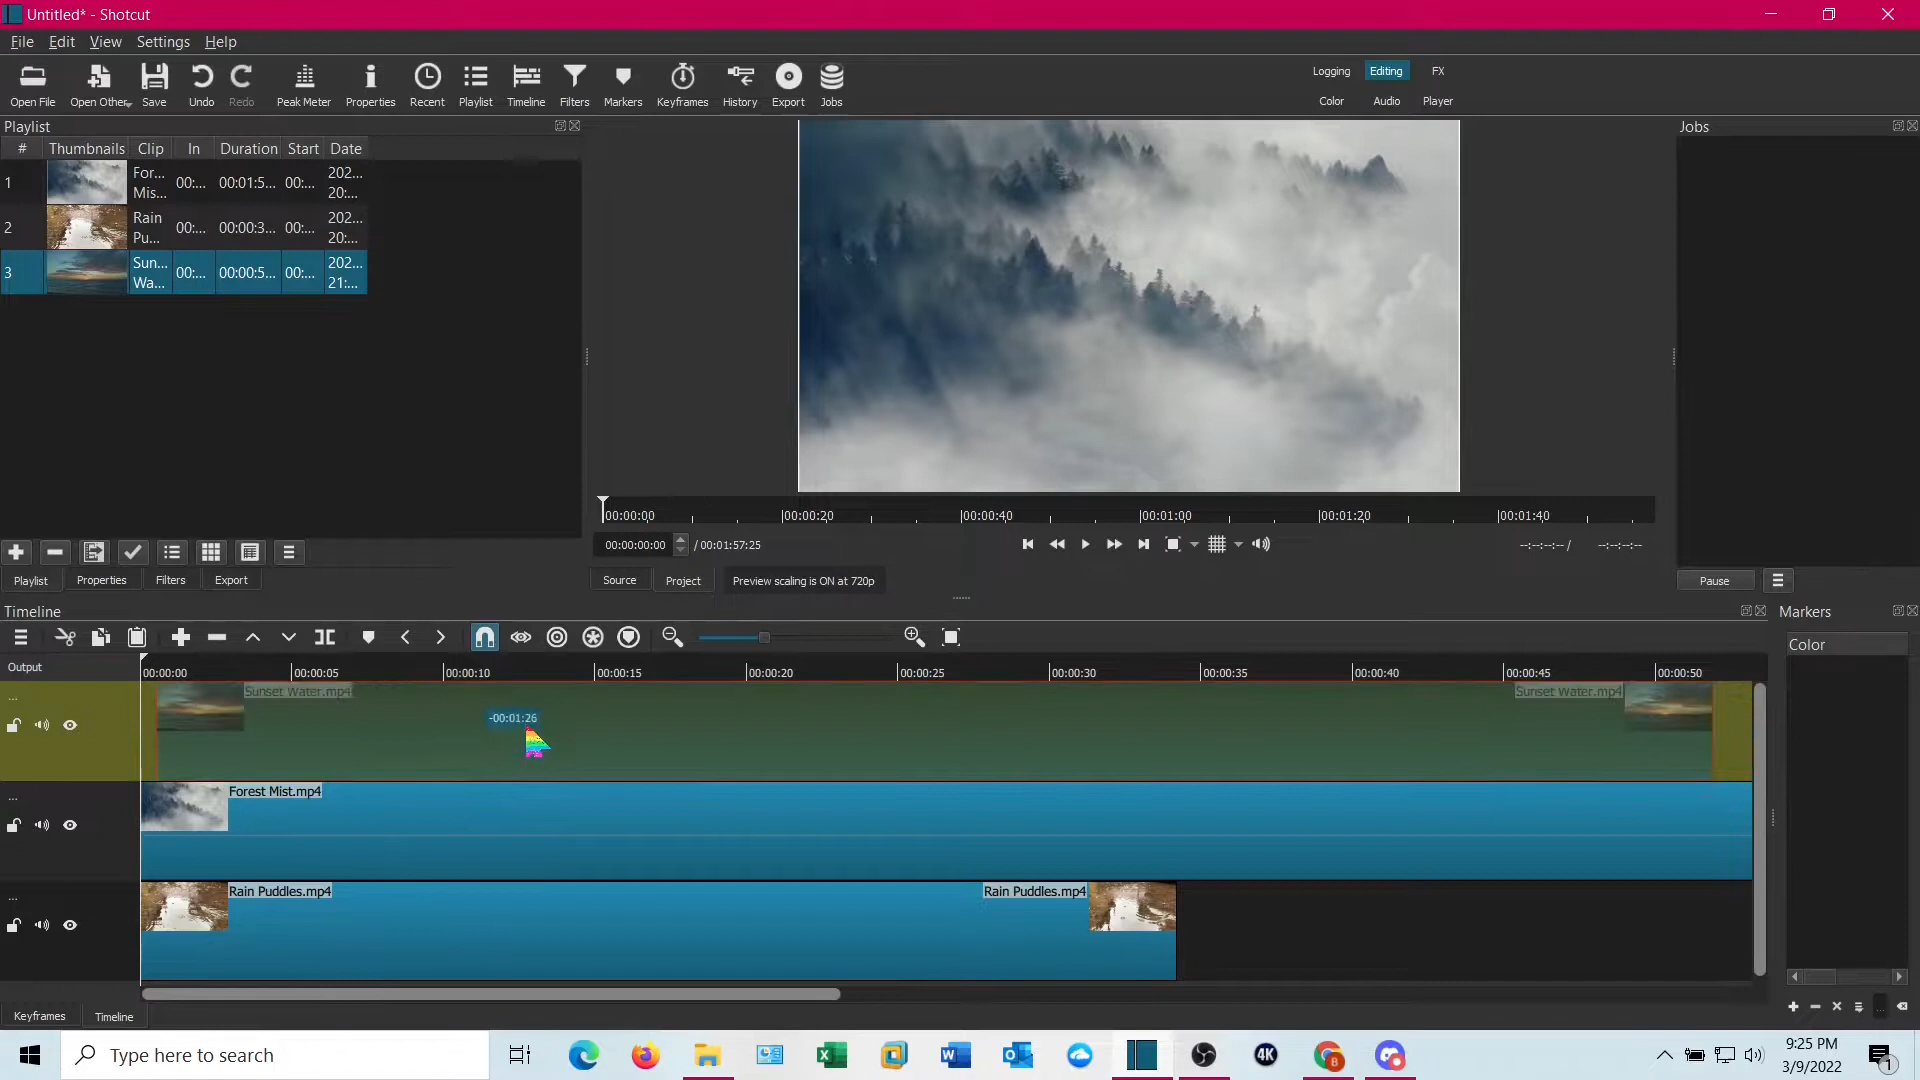 Untitled* - Shotcut
File Edit View Settings Help
Open File Open Other... Save Undo Redo Peak Meter Properties Recent Playlist Timeline Filters Markers Keyframes History Export Jobs
Logging Editing FX
Color Audio Player
Playlist
Jobs
# Thumbnails Clip In Duration Start Date
1 For... Mis... 00:... 00:01:5... 00:... 202... 20:...
2 Rain Pu... 00:... 00:00:3... 00:... 202... 20:...
3 Sun... Wa... 00:... 00:00:5... 00:... 202... 21:...
00:00:00 00:00:20 00:00:40 00:01:00 00:01:20 00:01:40
00:00:00:00 / 00:01:57:25 --:--:--:-- / --:--:--:--
Playlist Properties Filters Export
Source Project Preview scaling is ON at 720p
Pause
Timeline
Markers
Color
Output
00:00:00 00:00:05 00:00:10 00:00:15 00:00:20 00:00:25 00:00:30 00:00:35 00:00:40 00:00:45 00:00:50
...
Sunset Water.mp4 Sunset Water.mp4
-00:01:26
...
Forest Mist.mp4
...
Rain Puddles.mp4 Rain Puddles.mp4
Keyframes Timeline
Type here to search
4K
B
9:25 PM
3/9/2022
1